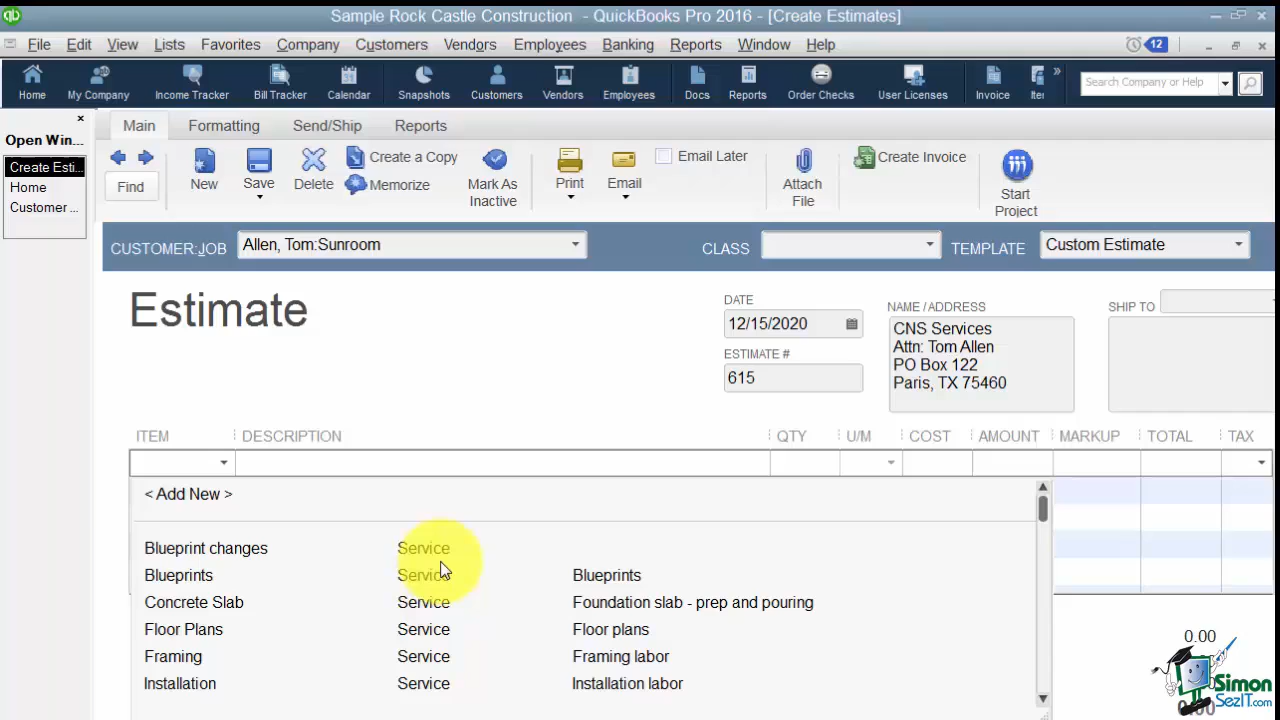 Sample Rock Castle Construction - QuickBooks Pro 2016 - [Create Estimates]
qb
File Edit View Lists Favorites Company Customers Vendors Employees Banking Reports Window Help 12
Home My Company Income Tracker Bill Tracker Calendar Snapshots Customers Vendors Employees Docs Reports Order Checks User Licenses Invoice Iter » Search Company or Help
Open Win...
Create Esti...
Home
Customer ...
Main Formatting Send/Ship Reports
Find New Save Delete Create a Copy
Memorize
Mark As
Inactive
Print Email Email Later
Attach
File
Create Invoice
Start
Project
CUSTOMER:JOB Allen, Tom:Sunroom CLASS TEMPLATE Custom Estimate
Estimate
DATE
12/15/2020
ESTIMATE #
615
NAME / ADDRESS
CNS Services
Attn: Tom Allen
PO Box 122
Paris, TX 75460
SHIP TO
ITEM DESCRIPTION QTY U/M COST AMOUNT MARKUP TOTAL TAX
< Add New >
Blueprint changes Service
Blueprints Service Blueprints
Concrete Slab Service Foundation slab - prep and pouring
Floor Plans Service Floor plans
Framing Service Framing labor
Installation Service Installation labor
0.00
Simon
SezIT.com